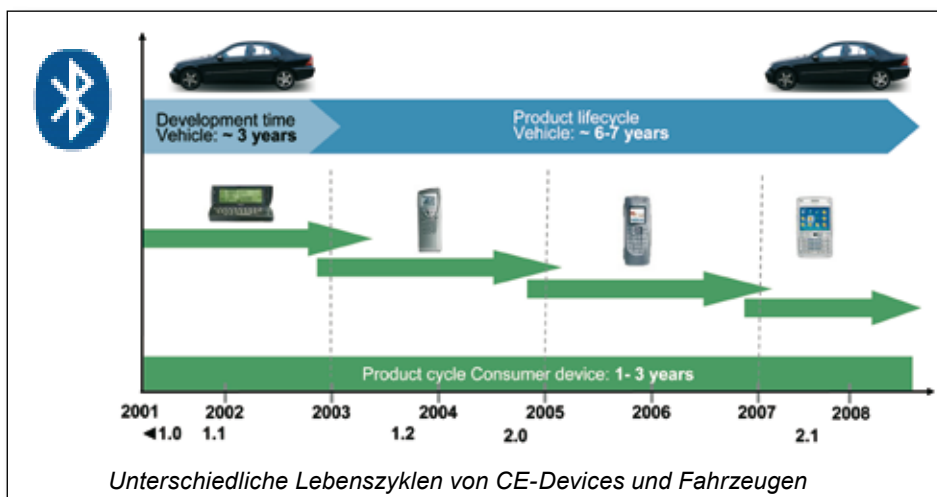 Development time
Vehicle: ~ 3 years
Product lifecycle
Vehicle: ~ 6-7 years
Product cycle Consumer device: 1- 3 years
2001 2002 2003 2004 2005 2006 2007 2008
◄1.0 1.1 1.2 2.0 2.1
Unterschiedliche Lebenszyklen von CE-Devices und Fahrzeugen